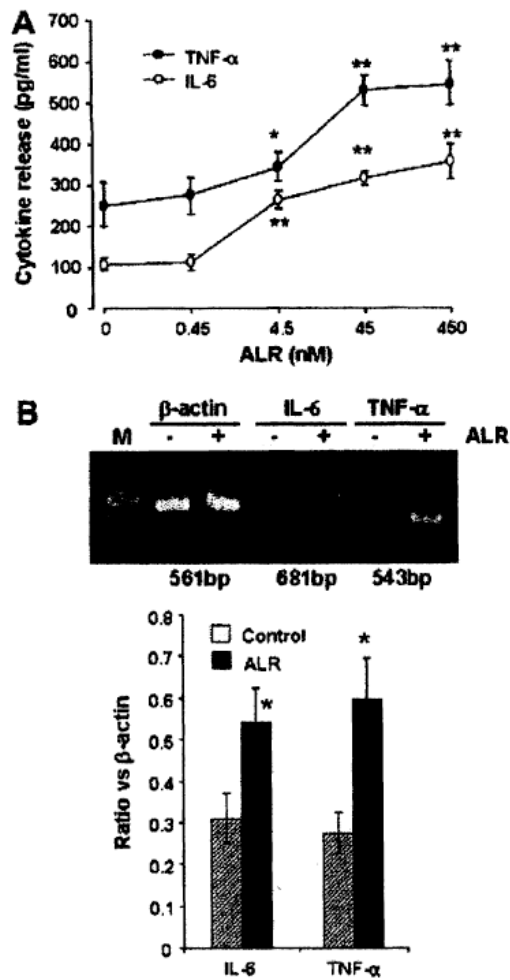 A
Cytokine release (pg/ml)
700
600
500
400
300
200
100
0
TNF-α
IL-6
*
**
**
**
**
**
0 0.45 4.5 45 450
ALR (nM)
B
β-actin IL-6 TNF-α
M - + - + - + ALR
561bp 681bp 543bp
Ratio vs β-actin
0.8
0.7
0.6
0.5
0.4
0.3
0.2
0.1
0
Control
ALR
*
*
IL-6 TNF-α